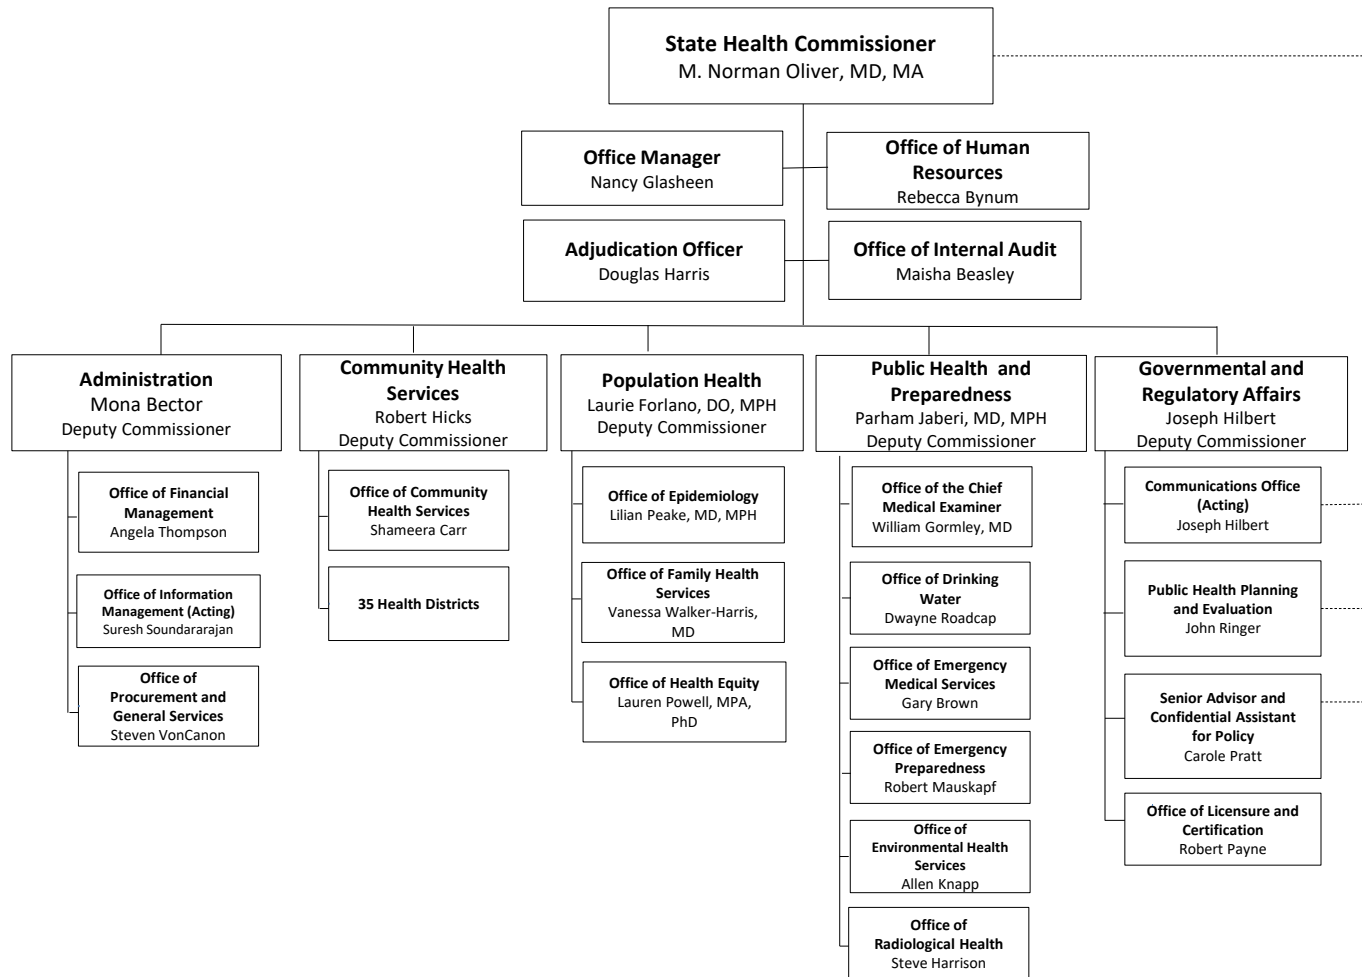 State Health Commissioner
M. Norman Oliver, MD, MA
Office Manager
Nancy Glasheen
Office of Human
Resources
Rebecca Bynum
Adjudication Officer
Douglas Harris
Office of Internal Audit
Maisha Beasley
Administration
Mona Bector
Deputy Commissioner
Community Health
Services
Robert Hicks
Deputy Commissioner
Population Health
Laurie Forlano, DO, MPH
Deputy Commissioner
Public Health and
Preparedness
Parham Jaberi, MD, MPH
Deputy Commissioner
Governmental and
Regulatory Affairs
Joseph Hilbert
Deputy Commissioner
Office of Financial
Management
Angela Thompson
Office of Information
Management (Acting)
Suresh Soundararajan
Office of
Procurement and
General Services
Steven VonCanon
Office of Community
Health Services
Shameera Carr
35 Health Districts
Office of Epidemiology
Lilian Peake, MD, MPH
Office of Family Health
Services
Vanessa Walker-Harris,
MD
Office of Health Equity
Lauren Powell, MPA,
PhD
Office of the Chief
Medical Examiner
William Gormley, MD
Office of Drinking
Water
Dwayne Roadcap
Office of Emergency
Medical Services
Gary Brown
Office of Emergency
Preparedness
Robert Mauskapf
Office of
Environmental Health
Services
Allen Knapp
Office of
Radiological Health
Steve Harrison
Communications Office
(Acting)
Joseph Hilbert
Public Health Planning
and Evaluation
John Ringer
Senior Advisor and
Confidential Assistant
for Policy
Carole Pratt
Office of Licensure and
Certification
Robert Payne